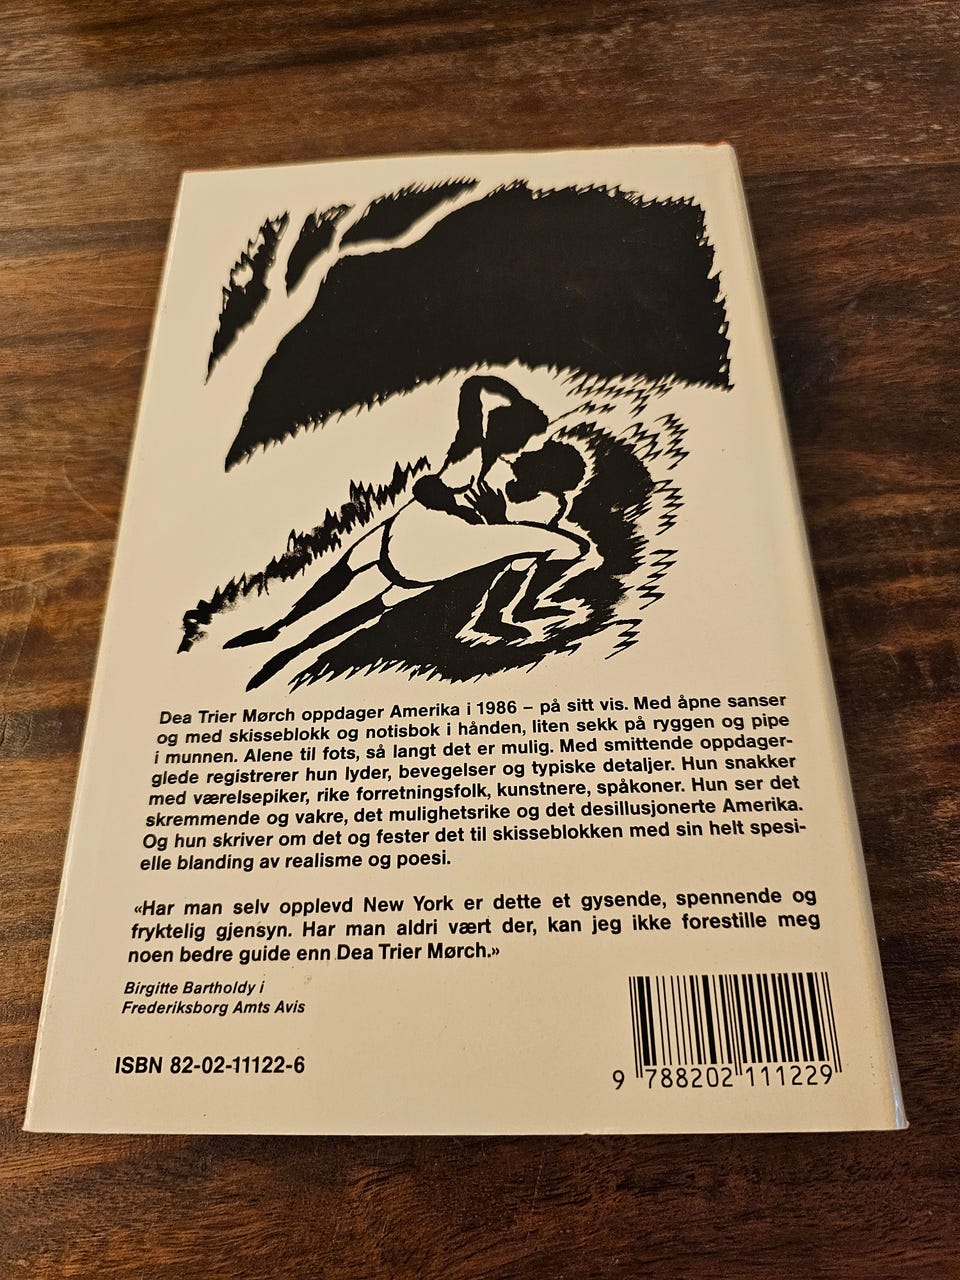 Dea Trier Mørch oppdager Amerika i 1986 – på sitt vis. Med åpne sanser
og med skisseblokk og notisbok i hånden, liten sekk på ryggen og pipe
i munnen. Alene til fots, så langt det er mulig. Med smittende oppdager-
glede registrerer hun lyder, bevegelser og typiske detaljer. Hun snakker
med værelsepiker, rike forretningsfolk, kunstnere, spåkoner. Hun ser det
skremmende og vakre, det mulighetsrike og det desillusjonerte Amerika.
Og hun skriver om det og fester det til skisseblokken med sin helt spesi-
elle blanding av realisme og poesi.
«Har man selv opplevd New York er dette et gysende, spennende og
fryktelig gjensyn. Har man aldri vært der, kan jeg ikke forestille meg
noen bedre guide enn Dea Trier Mørch.»
Birgitte Bartholdy i
Frederiksborg Amts Avis
ISBN 82-02-11122-6
9 788202 111229